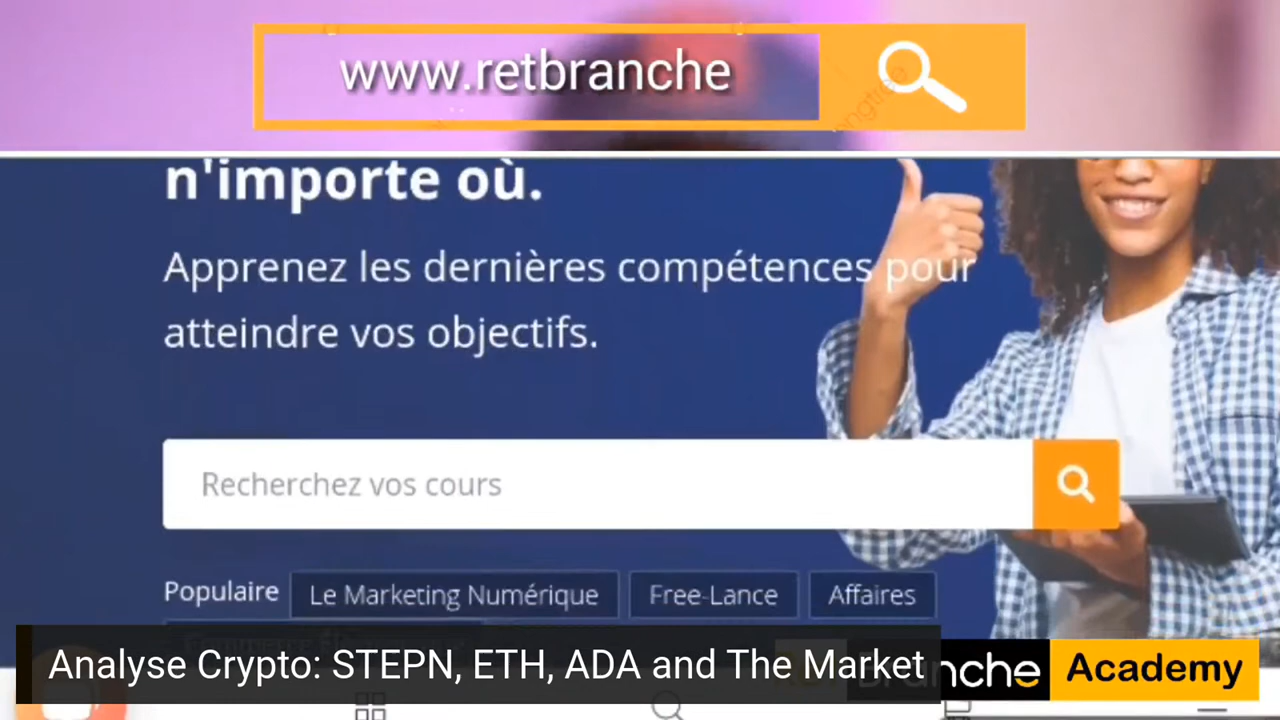 www.retbranche
n'importe où.
Apprenez les dernières compétences pour
atteindre vos objectifs.
Recherchez vos cours
Populaire Le Marketing Numérique Free-Lance Affaires
Analyse Crypto: STEPN, ETH, ADA and The Market
Branche Academy